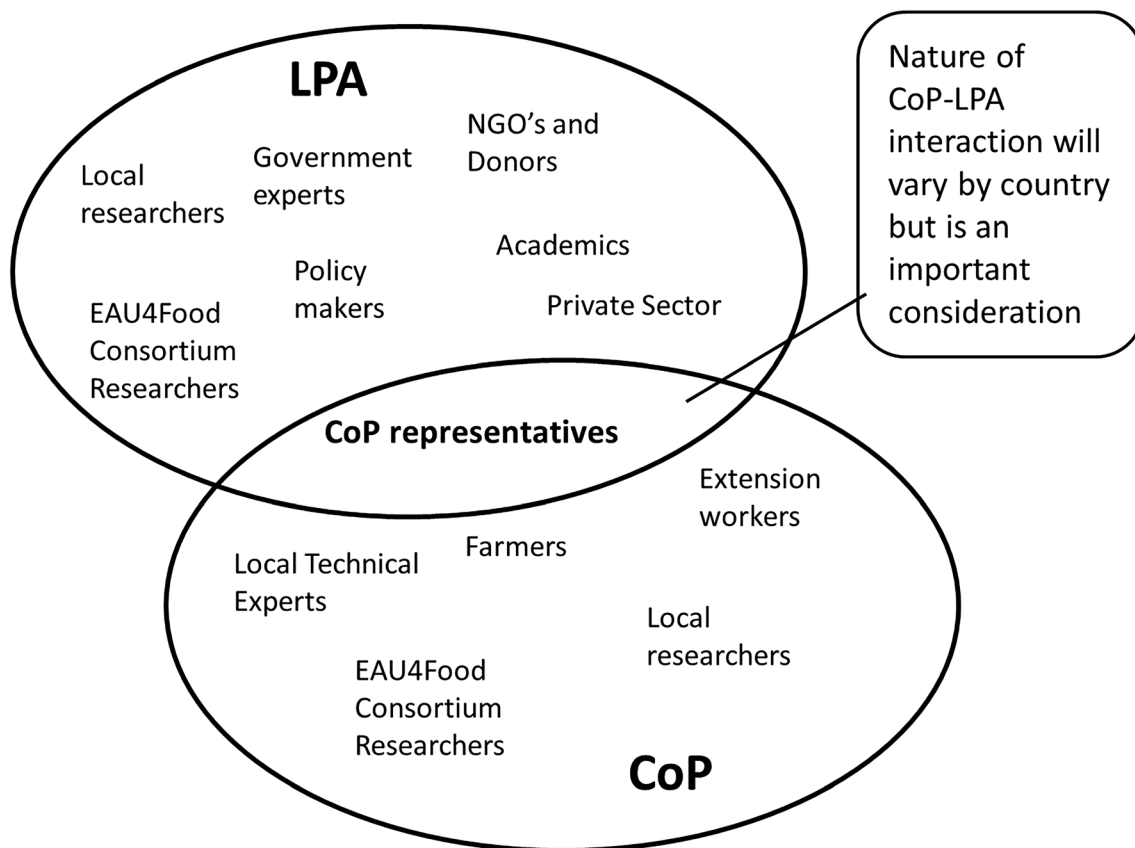 LPA
NGO's and
Donors
Government
experts
Local
researchers
Academics
Policy
makers
Private Sector
EAU4Food
Consortium
Researchers
Nature of
CoP-LPA
interaction will
vary by country
but is an
important
consideration
CoP representatives
Extension
workers
Farmers
Local Technical
Experts
Local
researchers
EAU4Food
Consortium
Researchers
CoP